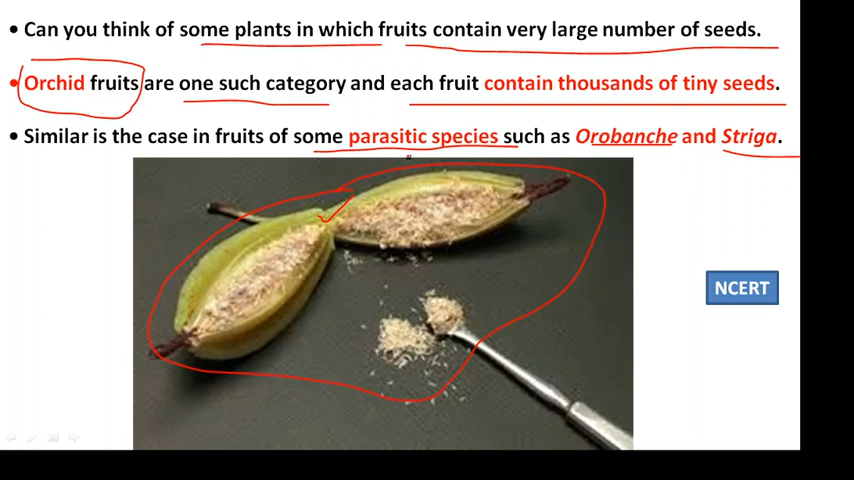 • Can you think of some plants in which fruits contain very large number of seeds.
• Orchid fruits are one such category and each fruit contain thousands of tiny seeds.
• Similar is the case in fruits of some parasitic species such as Orobanche and Striga.
NCERT